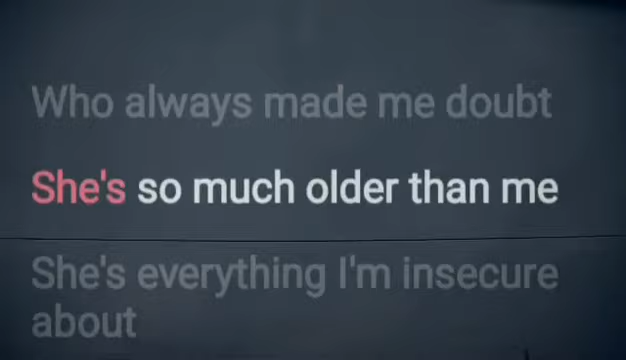 Who always made me doubt
She's so much older than me
She's everything I'm insecure
about